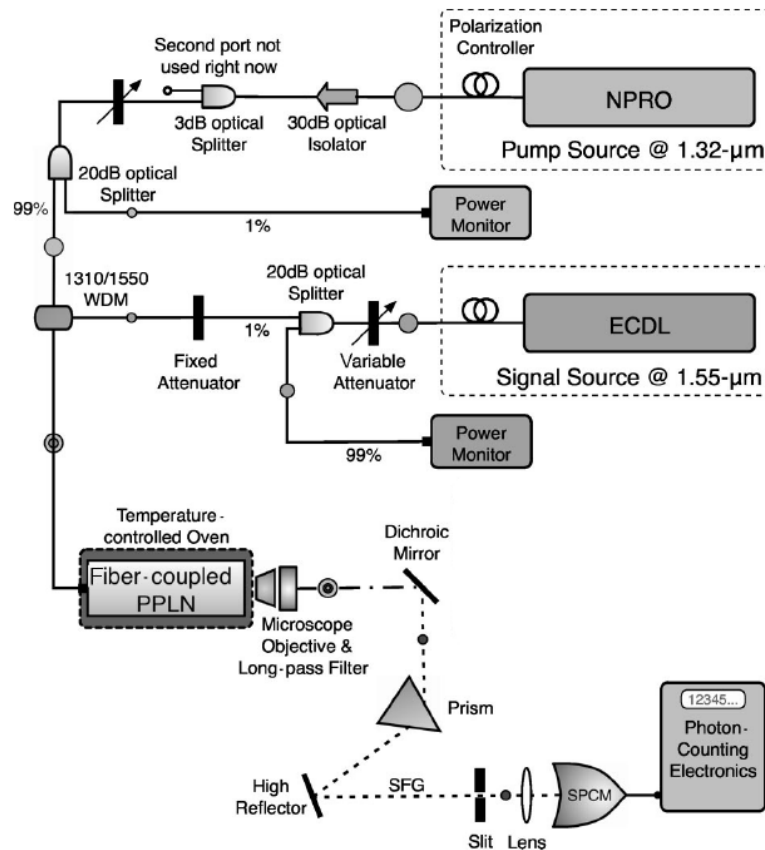 Polarization
Controller
Second port not
used right now
NPRO
3dB optical
Splitter
30dB optical
Isolator
Pump Source @ 1.32-μm
20dB optical
Splitter
99%
1%
Power
Monitor
1310/1550
WDM
20dB optical
Splitter
1%
ECDL
Fixed
Attenuator
Variable
Attenuator
Signal Source @ 1.55-μm
99%
Power
Monitor
Temperature-
controlled Oven
Fiber-coupled
PPLN
Dichroic
Mirror
Microscope
Objective &
Long-pass Filter
Prism
12345...
Photon-
Counting
Electronics
High
Reflector
SFG
SPCM
Slit
Lens